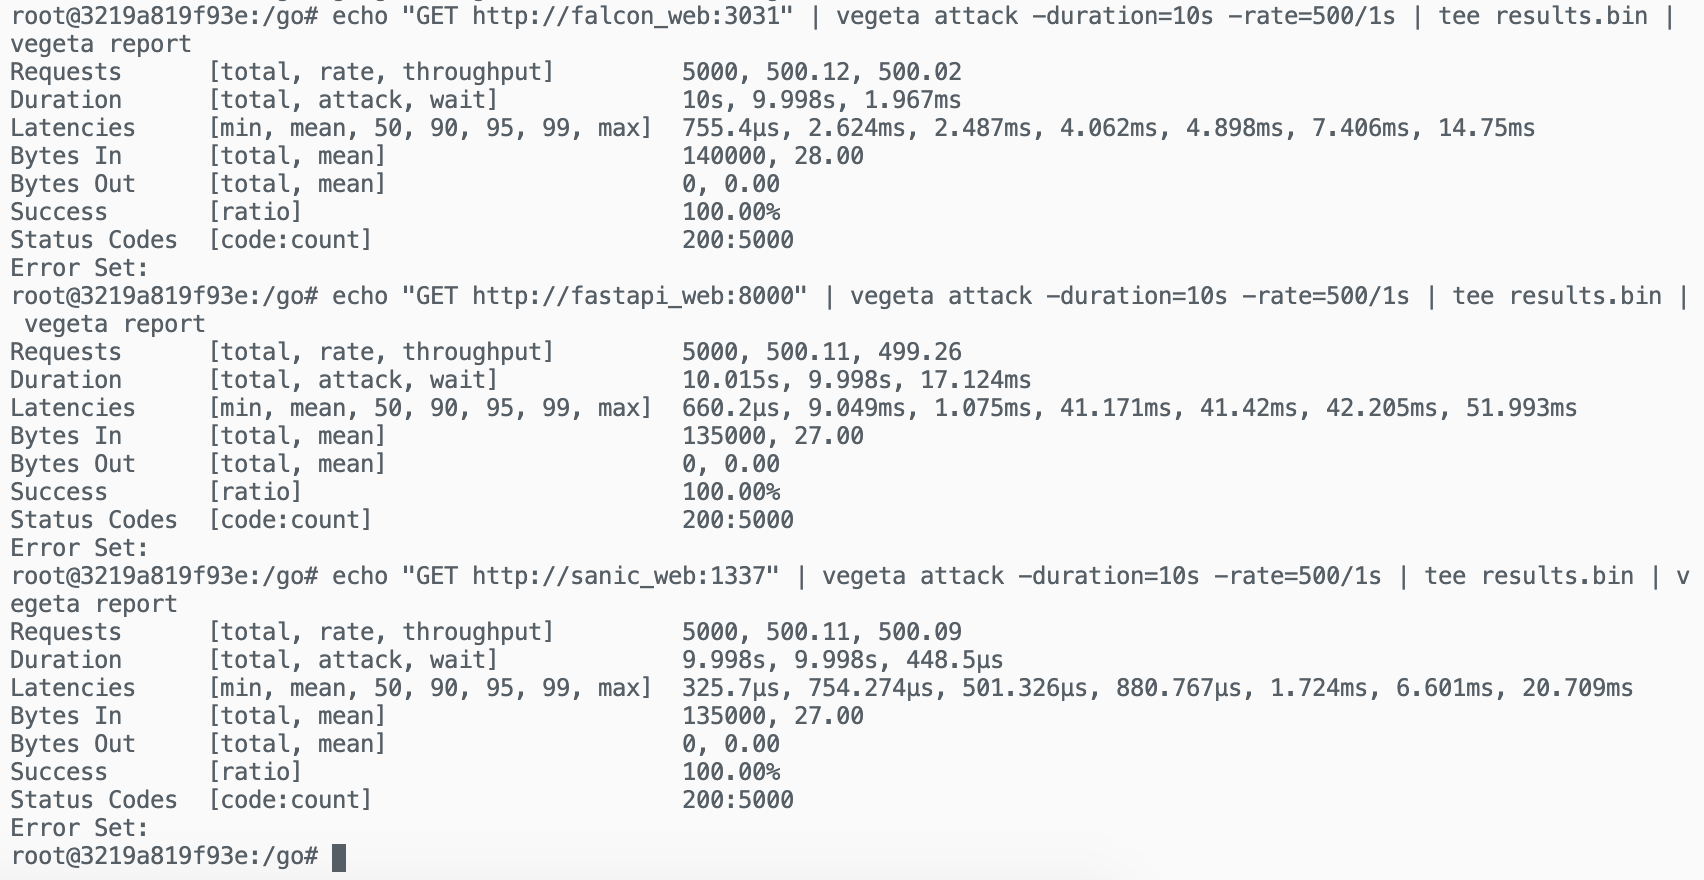 root@3219a819f93e:/go# echo "GET http://falcon_web:3031" | vegeta attack -duration=10s -rate=500/1s | tee results.bin |
vegeta report
Requests      [total, rate, throughput]         5000, 500.12, 500.02
Duration      [total, attack, wait]             10s, 9.998s, 1.967ms
Latencies     [min, mean, 50, 90, 95, 99, max]  755.4µs, 2.624ms, 2.487ms, 4.062ms, 4.898ms, 7.406ms, 14.75ms
Bytes In      [total, mean]                     140000, 28.00
Bytes Out     [total, mean]                     0, 0.00
Success       [ratio]                           100.00%
Status Codes  [code:count]                      200:5000
Error Set:
root@3219a819f93e:/go# echo "GET http://fastapi_web:8000" | vegeta attack -duration=10s -rate=500/1s | tee results.bin |
 vegeta report
Requests      [total, rate, throughput]         5000, 500.11, 499.26
Duration      [total, attack, wait]             10.015s, 9.998s, 17.124ms
Latencies     [min, mean, 50, 90, 95, 99, max]  660.2µs, 9.049ms, 1.075ms, 41.171ms, 41.42ms, 42.205ms, 51.993ms
Bytes In      [total, mean]                     135000, 27.00
Bytes Out     [total, mean]                     0, 0.00
Success       [ratio]                           100.00%
Status Codes  [code:count]                      200:5000
Error Set:
root@3219a819f93e:/go# echo "GET http://sanic_web:1337" | vegeta attack -duration=10s -rate=500/1s | tee results.bin | v
egeta report
Requests      [total, rate, throughput]         5000, 500.11, 500.09
Duration      [total, attack, wait]             9.998s, 9.998s, 448.5µs
Latencies     [min, mean, 50, 90, 95, 99, max]  325.7µs, 754.274µs, 501.326µs, 880.767µs, 1.724ms, 6.601ms, 20.709ms
Bytes In      [total, mean]                     135000, 27.00
Bytes Out     [total, mean]                     0, 0.00
Success       [ratio]                           100.00%
Status Codes  [code:count]                      200:5000
Error Set:
root@3219a819f93e:/go#